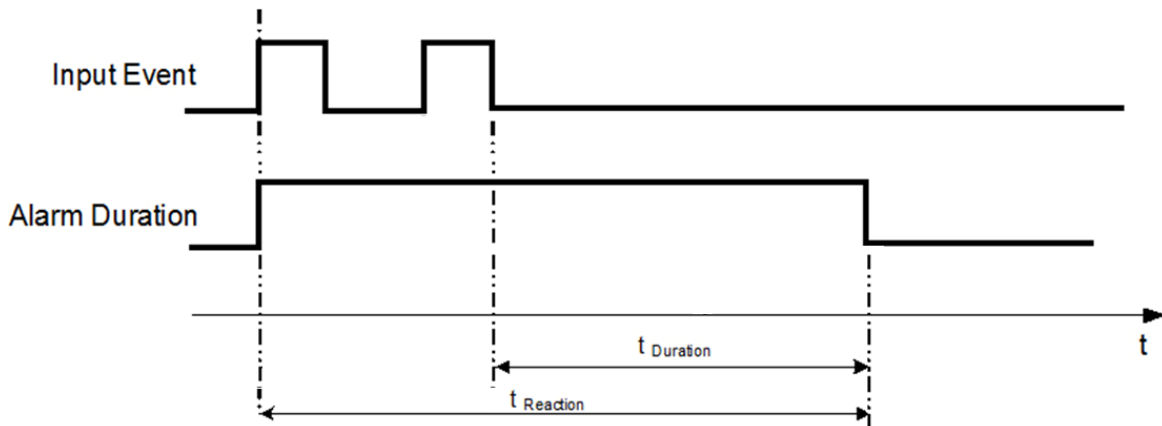 Input Event
Alarm Duration
t
t Duration
t Reaction